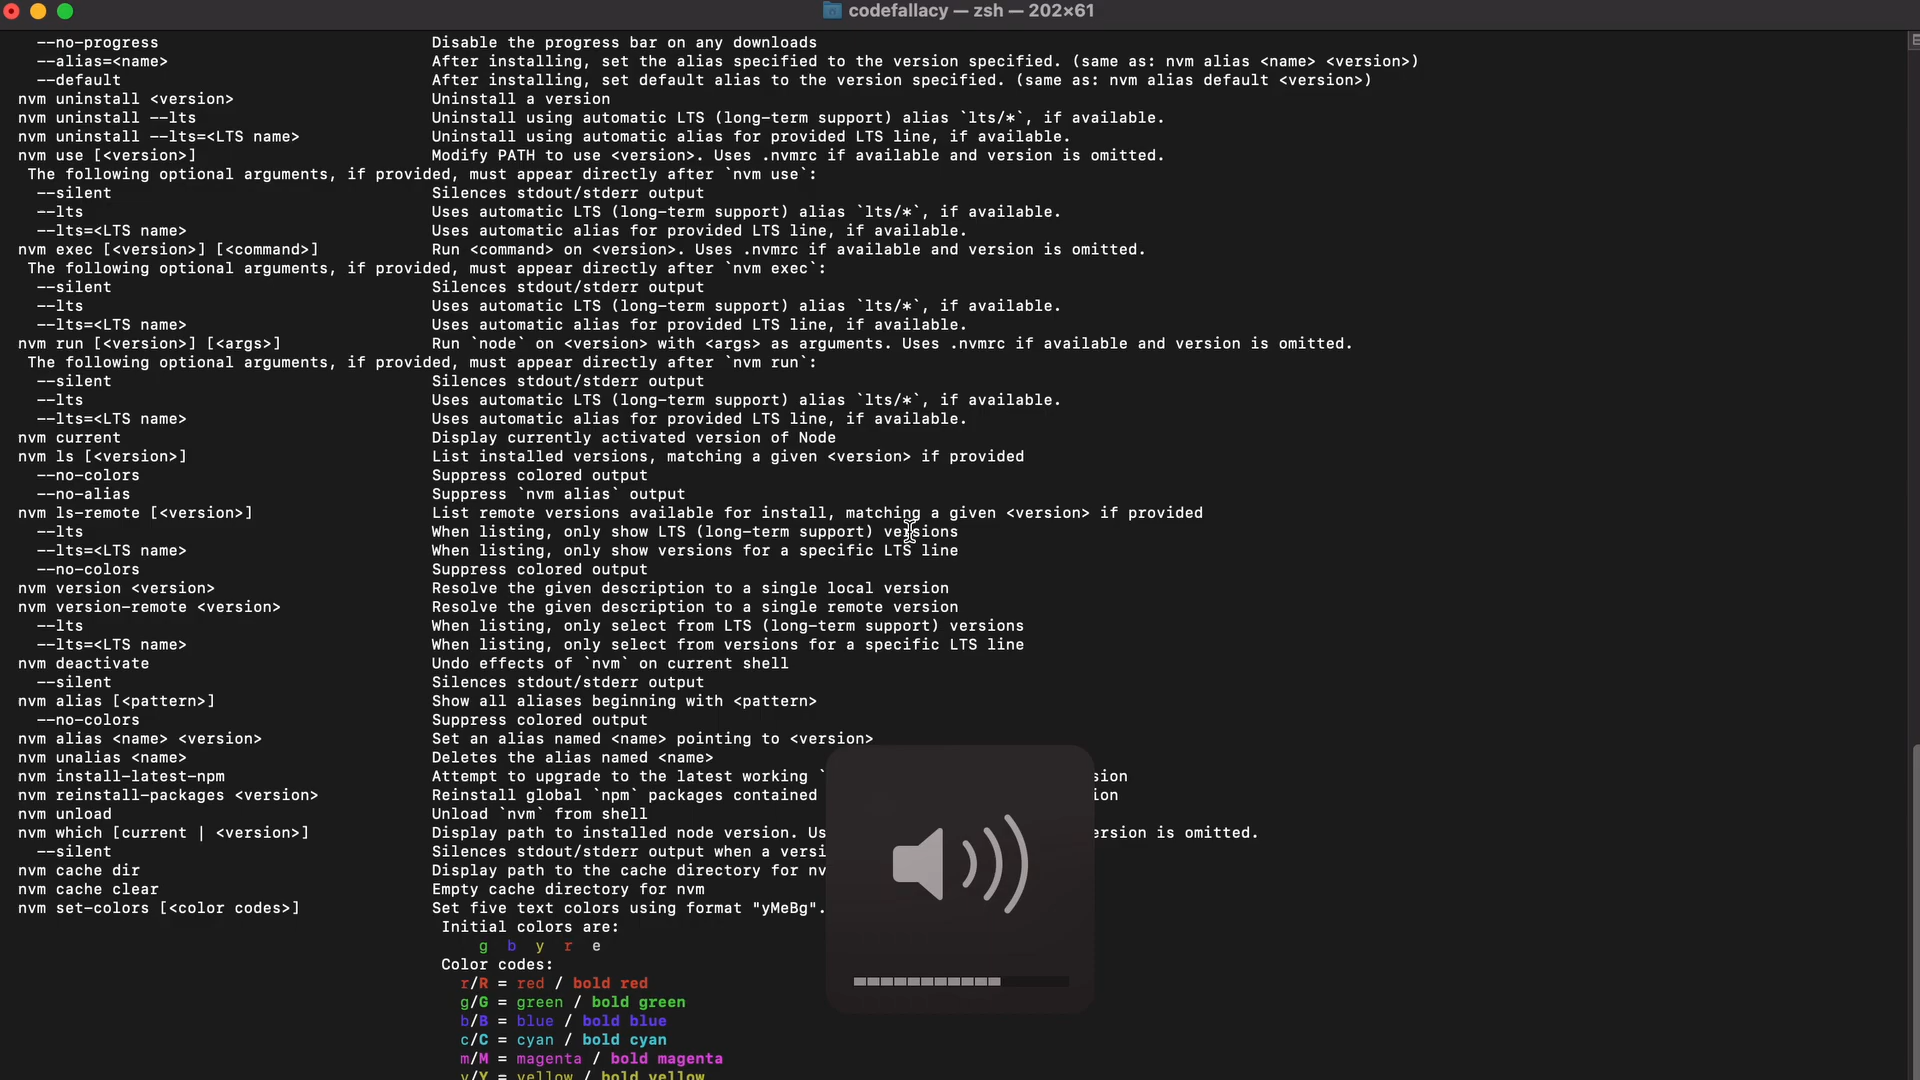 codefallacy — zsh — 202×61
--no-progress Disable the progress bar on any downloads
--alias=<name> After installing, set the alias specified to the version specified. (same as: nvm alias <name> <version>)
--default After installing, set default alias to the version specified. (same as: nvm alias default <version>)
nvm uninstall <version> Uninstall a version
nvm uninstall --lts Uninstall using automatic LTS (long-term support) alias `lts/*`, if available.
nvm uninstall --lts=<LTS name> Uninstall using automatic alias for provided LTS line, if available.
nvm use [<version>] Modify PATH to use <version>. Uses .nvmrc if available and version is omitted.
The following optional arguments, if provided, must appear directly after `nvm use`:
--silent Silences stdout/stderr output
--lts Uses automatic LTS (long-term support) alias `lts/*`, if available.
--lts=<LTS name> Uses automatic alias for provided LTS line, if available.
nvm exec [<version>] [<command>] Run <command> on <version>. Uses .nvmrc if available and version is omitted.
The following optional arguments, if provided, must appear directly after `nvm exec`:
--silent Silences stdout/stderr output
--lts Uses automatic LTS (long-term support) alias `lts/*`, if available.
--lts=<LTS name> Uses automatic alias for provided LTS line, if available.
nvm run [<version>] [<args>] Run `node` on <version> with <args> as arguments. Uses .nvmrc if available and version is omitted.
The following optional arguments, if provided, must appear directly after `nvm run`:
--silent Silences stdout/stderr output
--lts Uses automatic LTS (long-term support) alias `lts/*`, if available.
--lts=<LTS name> Uses automatic alias for provided LTS line, if available.
nvm current Display currently activated version of Node
nvm ls [<version>] List installed versions, matching a given <version> if provided
--no-colors Suppress colored output
--no-alias Suppress `nvm alias` output
nvm ls-remote [<version>] List remote versions available for install, matching a given <version> if provided
--lts When listing, only show LTS (long-term support) versions
--lts=<LTS name> When listing, only show versions for a specific LTS line
--no-colors Suppress colored output
nvm version <version> Resolve the given description to a single local version
nvm version-remote <version> Resolve the given description to a single remote version
--lts When listing, only select from LTS (long-term support) versions
--lts=<LTS name> When listing, only select from versions for a specific LTS line
nvm deactivate Undo effects of `nvm` on current shell
--silent Silences stdout/stderr output
nvm alias [<pattern>] Show all aliases beginning with <pattern>
--no-colors Suppress colored output
nvm alias <name> <version> Set an alias named <name> pointing to <version>
nvm unalias <name> Deletes the alias named <name>
nvm install-latest-npm Attempt to upgrade to the latest working ` sion
nvm reinstall-packages <version> Reinstall global `npm` packages contained ion
nvm unload Unload `nvm` from shell
nvm which [current | <version>] Display path to installed node version. Us ersion is omitted.
--silent Silences stdout/stderr output when a versi
nvm cache dir Display path to the cache directory for nv
nvm cache clear Empty cache directory for nvm
nvm set-colors [<color codes>] Set five text colors using format "yMeBg".
Initial colors are:
g b y r e
Color codes:
r/R = red / bold red
g/G = green / bold green
b/B = blue / bold blue
c/C = cyan / bold cyan
m/M = magenta / bold magenta
y/Y = yellow / bold yellow